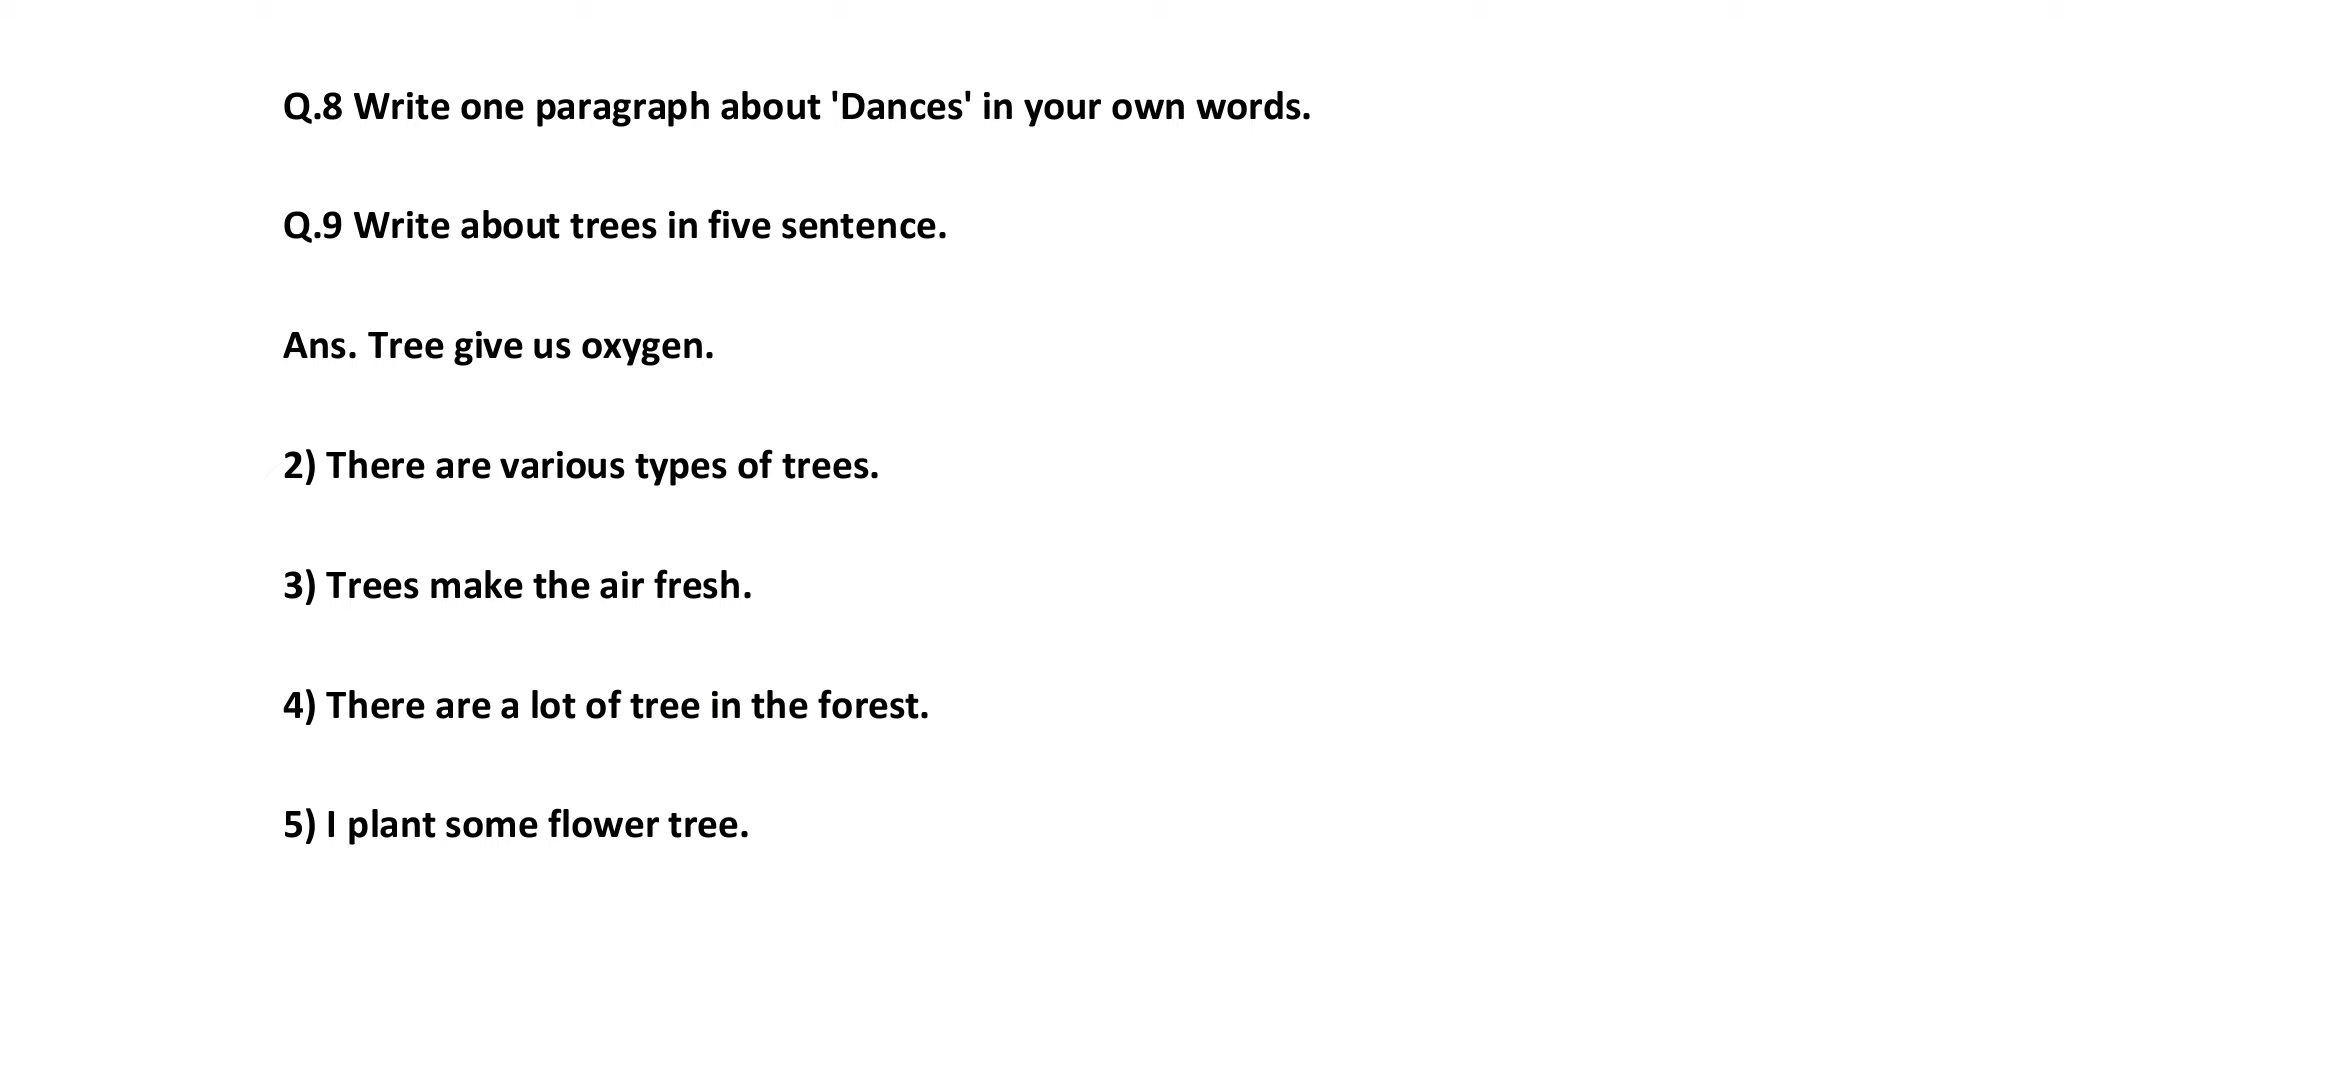 Q.8 Write one paragraph about 'Dances' in your own words.
Q.9 Write about trees in five sentence.
Ans. Tree give us oxygen.
2) There are various types of trees.
3) Trees make the air fresh.
4) There are a lot of tree in the forest.
5) I plant some flower tree.